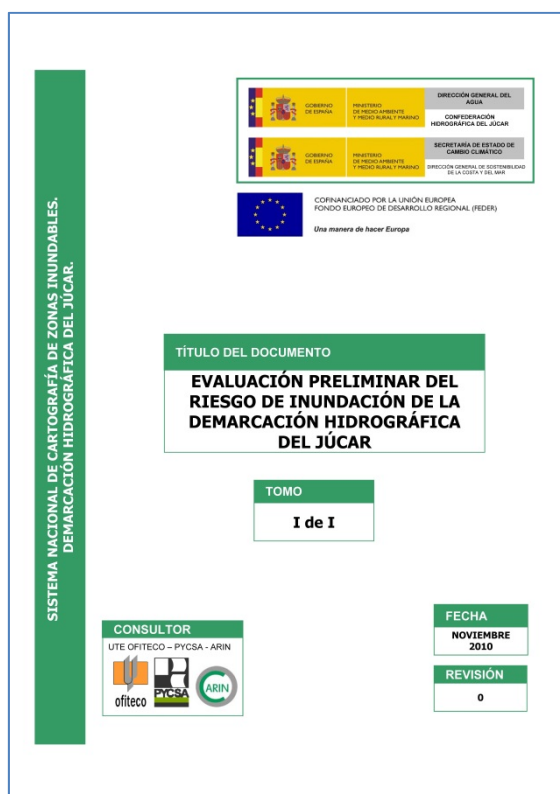 SISTEMA NACIONAL DE CARTOGRAFÍA DE ZONAS INUNDABLES.
DEMARCACIÓN HIDROGRÁFICA DEL JÚCAR.
GOBIERNO
DE ESPAÑA
MINISTERIO
DE MEDIO AMBIENTE
Y MEDIO RURAL Y MARINO
DIRECCIÓN GENERAL DEL
AGUA
CONFEDERACIÓN
HIDROGRÁFICA DEL JÚCAR
GOBIERNO
DE ESPAÑA
MINISTERIO
DE MEDIO AMBIENTE
Y MEDIO RURAL Y MARINO
SECRETARÍA DE ESTADO DE
CAMBIO CLIMÁTICO
DIRECCIÓN GENERAL DE SOSTENIBILIDAD
DE LA COSTA Y DEL MAR
COFINANCIADO POR LA UNIÓN EUROPEA
FONDO EUROPEO DE DESARROLLO REGIONAL (FEDER)
Una manera de hacer Europa
TÍTULO DEL DOCUMENTO
EVALUACIÓN PRELIMINAR DEL
RIESGO DE INUNDACIÓN DE LA
DEMARCACIÓN HIDROGRÁFICA
DEL JÚCAR
TOMO
I de I
CONSULTOR
UTE OFITECO – PYCSA - ARIN
ofiteco
PYCSA
ARIN
FECHA
NOVIEMBRE
2010
REVISIÓN
0